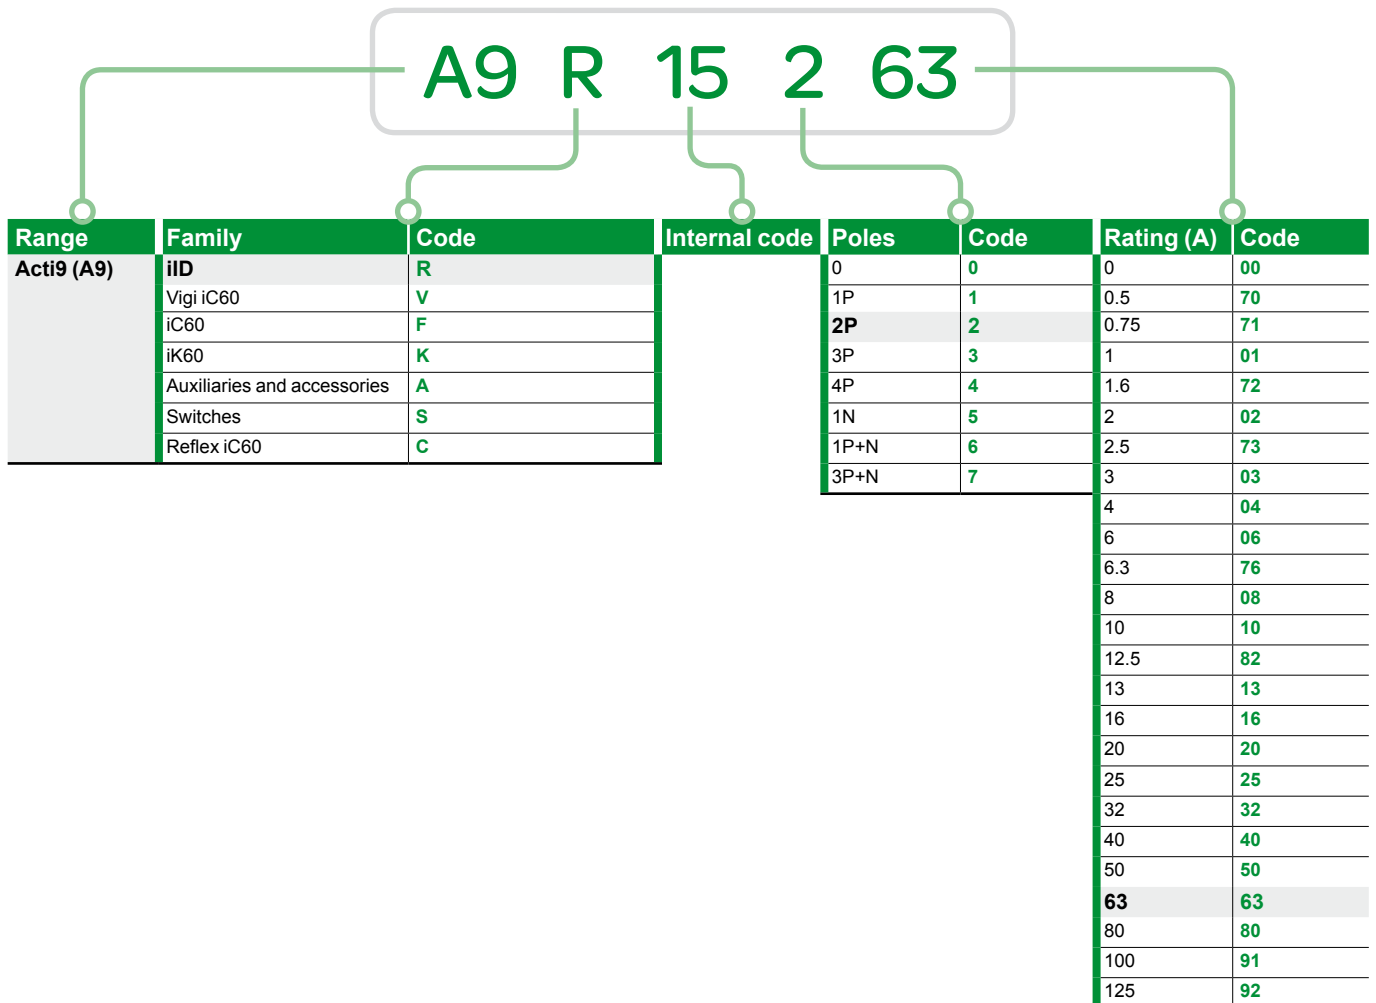 A9 R 15 2 63
Range Family Code Internal code Poles Code Rating (A) Code
Acti9 (A9) iID R 0 0 0 00
Vigi iC60 V 1P 1 0.5 70
iC60 F 2P 2 0.75 71
iK60 K 3P 3 1 01
Auxiliaries and accessories A 4P 4 1.6 72
Switches S 1N 5 2 02
Reflex iC60 C 1P+N 6 2.5 73
3P+N 7 3 03
4 04
6 06
6.3 76
8 08
10 10
12.5 82
13 13
16 16
20 20
25 25
32 32
40 40
50 50
63 63
80 80
100 91
125 92